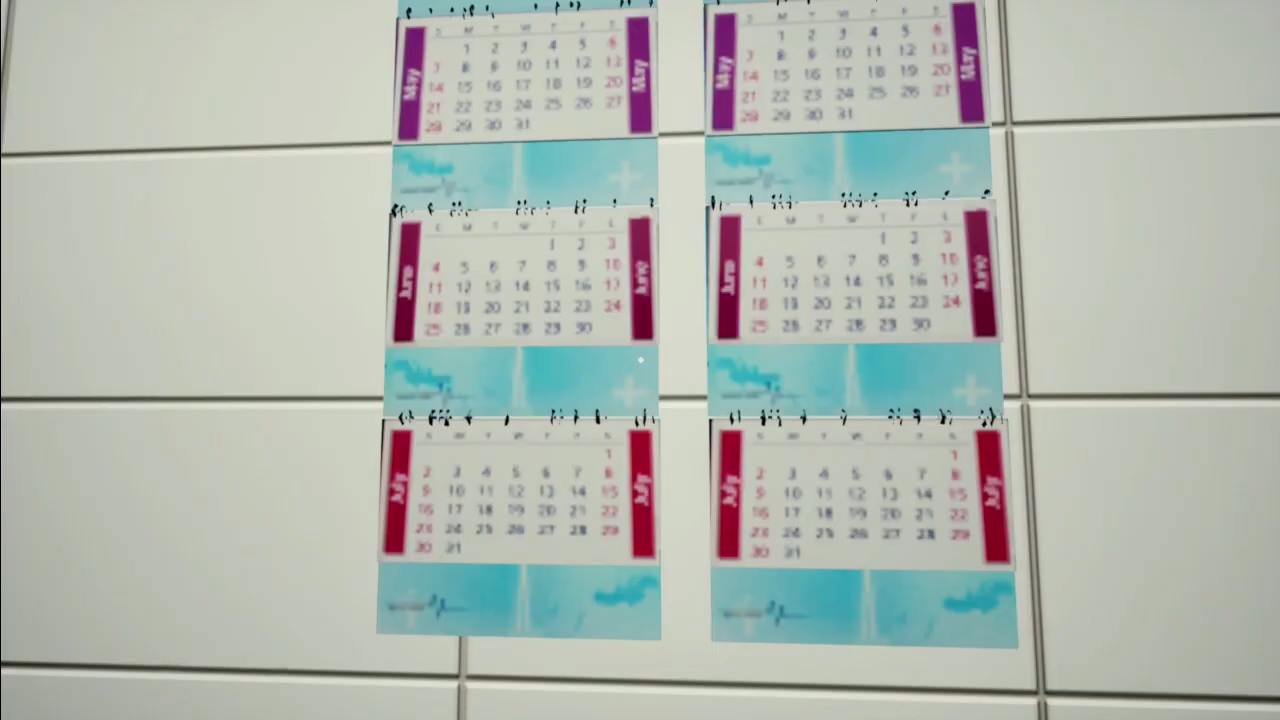 S M T W T F S
May 1 2 3 4 5 6 May
7 8 9 10 11 12 13
14 15 16 17 18 19 20
21 22 23 24 25 26 27
28 29 30 31
S M T W T F S
June 1 2 3 June
4 5 6 7 8 9 10
11 12 13 14 15 16 17
18 19 20 21 22 23 24
25 26 27 28 29 30
S M T W T F S
July 1 July
2 3 4 5 6 7 8
9 10 11 12 13 14 15
16 17 18 19 20 21 22
23 24 25 26 27 28 29
30 31
S M T W T F S
May 1 2 3 4 5 6 May
7 8 9 10 11 12 13
14 15 16 17 18 19 20
21 22 23 24 25 26 27
28 29 30 31
S M T W T F S
June 1 2 3 June
4 5 6 7 8 9 10
11 12 13 14 15 16 17
18 19 20 21 22 23 24
25 26 27 28 29 30
S M T W T F S
July 1 July
2 3 4 5 6 7 8
9 10 11 12 13 14 15
16 17 18 19 20 21 22
23 24 25 26 27 28 29
30 31